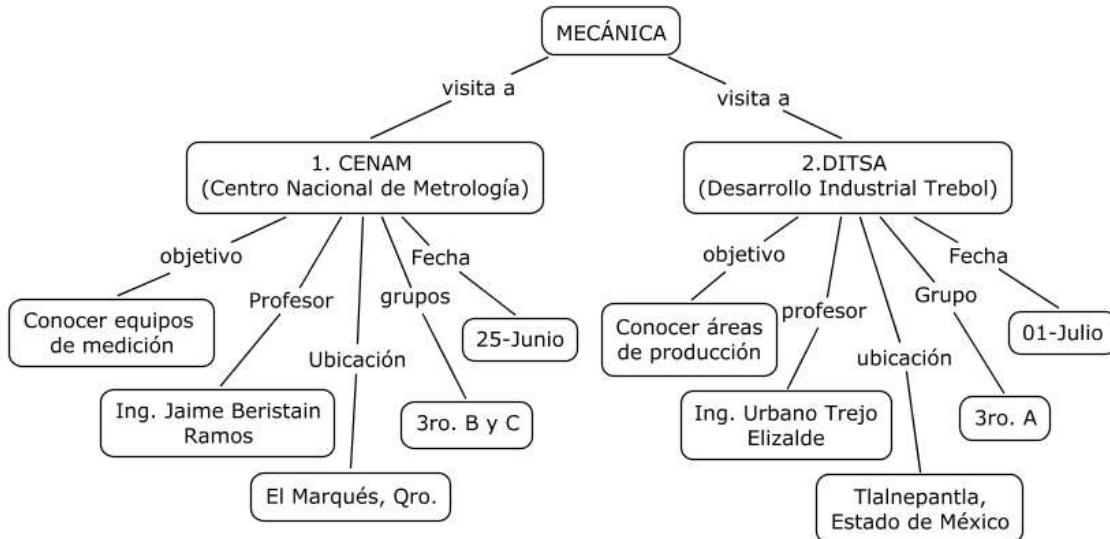 MECÁNICA
visita a
visita a
1. CENAM
(Centro Nacional de Metrología)
2.DITSA
(Desarrollo Industrial Trebol)
objetivo
Profesor
Ubicación
grupos
Fecha
Conocer equipos
de medición
Ing. Jaime Beristain
Ramos
El Marqués, Qro.
3ro. B y C
25-Junio
objetivo
profesor
ubicación
Grupo
Fecha
Conocer áreas
de producción
Ing. Urbano Trejo
Elizalde
Tlalnepantla,
Estado de México
3ro. A
01-Julio